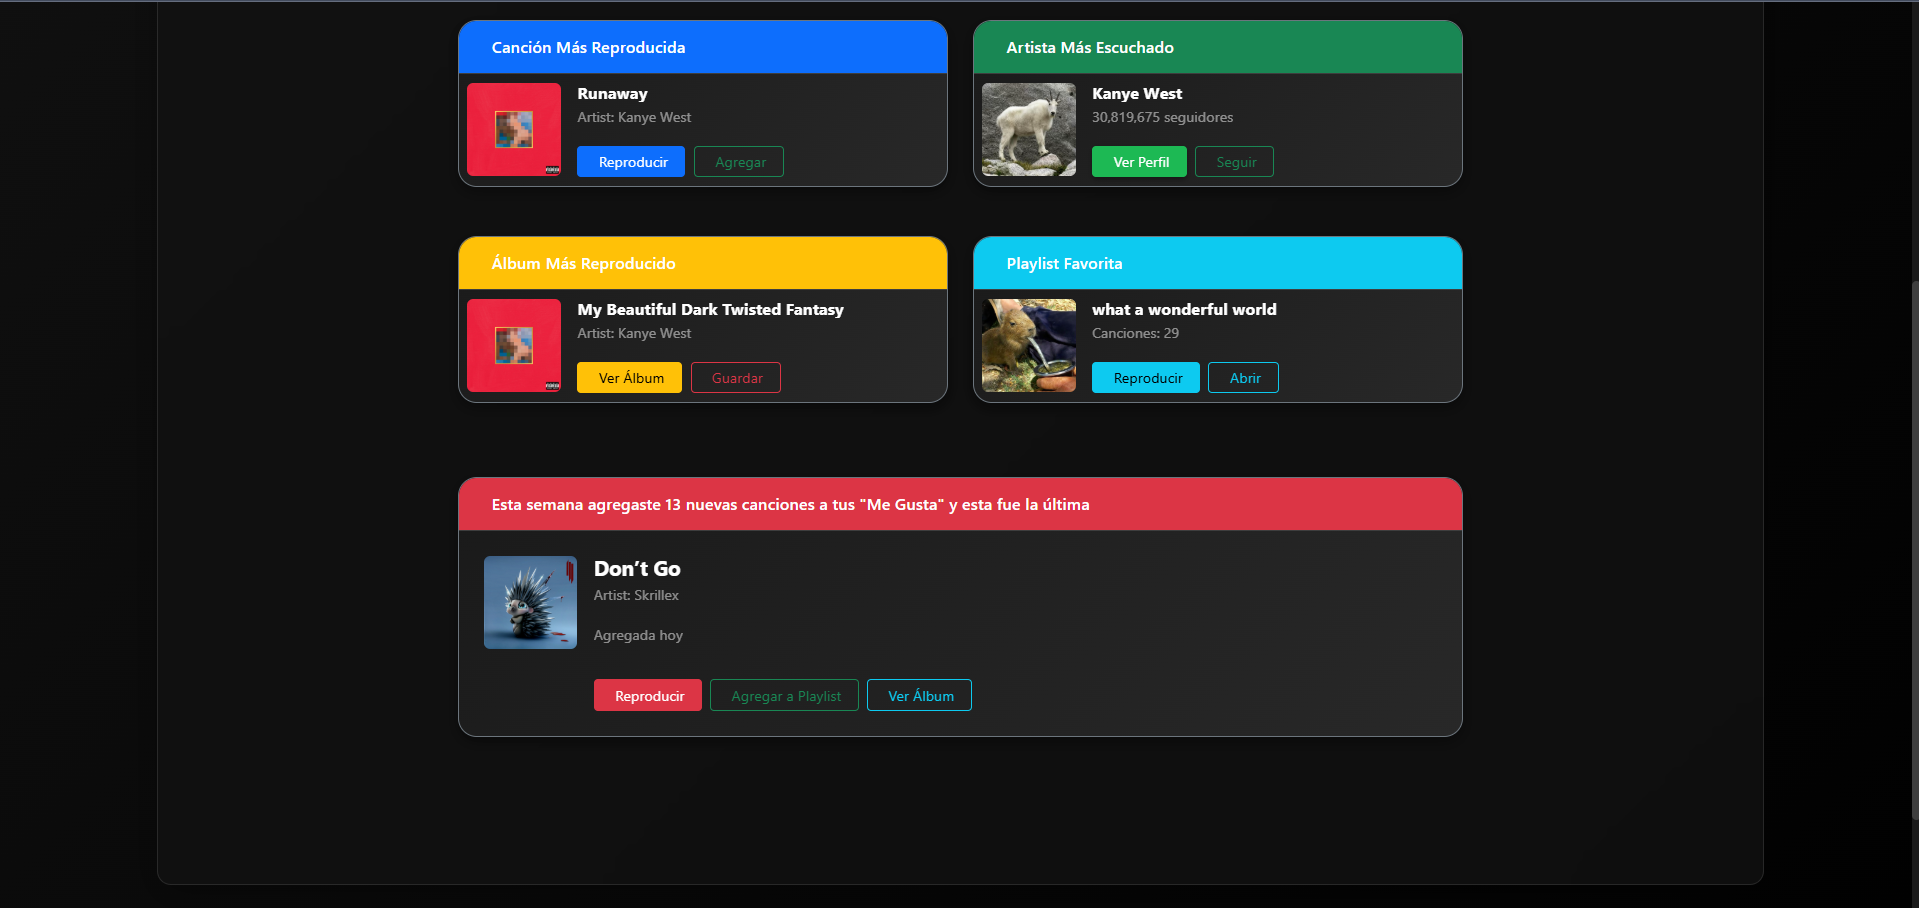 Canción Más Reproducida
Runaway
Artist: Kanye West
Reproducir
Agregar
Artista Más Escuchado
Kanye West
30,819,675 seguidores
Ver Perfil
Seguir
Álbum Más Reproducido
My Beautiful Dark Twisted Fantasy
Artist: Kanye West
Ver Álbum
Guardar
Playlist Favorita
what a wonderful world
Canciones: 29
Reproducir
Abrir
Esta semana agregaste 13 nuevas canciones a tus "Me Gusta" y esta fue la última
Don’t Go
Artist: Skrillex
Agregada hoy
Reproducir
Agregar a Playlist
Ver Álbum